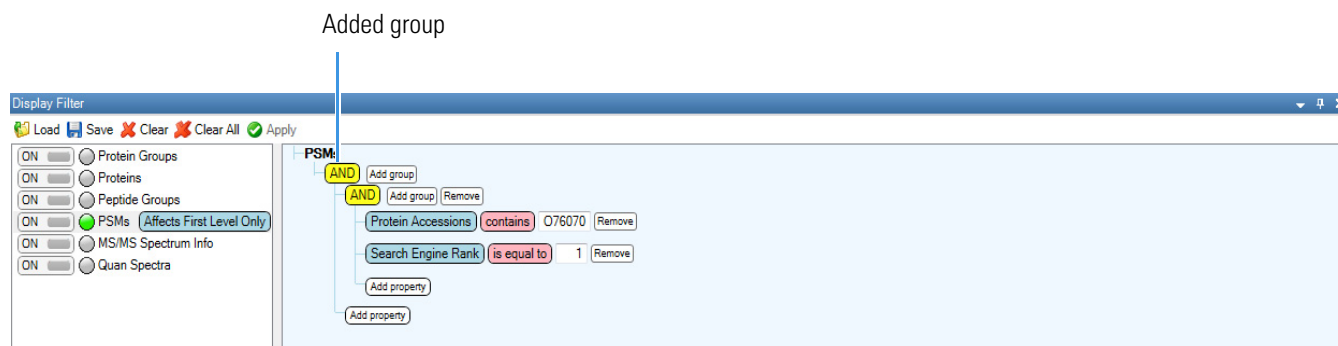 Added group
Display Filter
Load Save Clear Clear All Apply
ON Protein Groups
ON Proteins
ON Peptide Groups
ON PSMs Affects First Level Only
ON MS/MS Spectrum Info
ON Quan Spectra
PSMs
AND Add group
AND Add group Remove
Protein Accessions contains O76070 Remove
Search Engine Rank is equal to 1 Remove
Add property
Add property